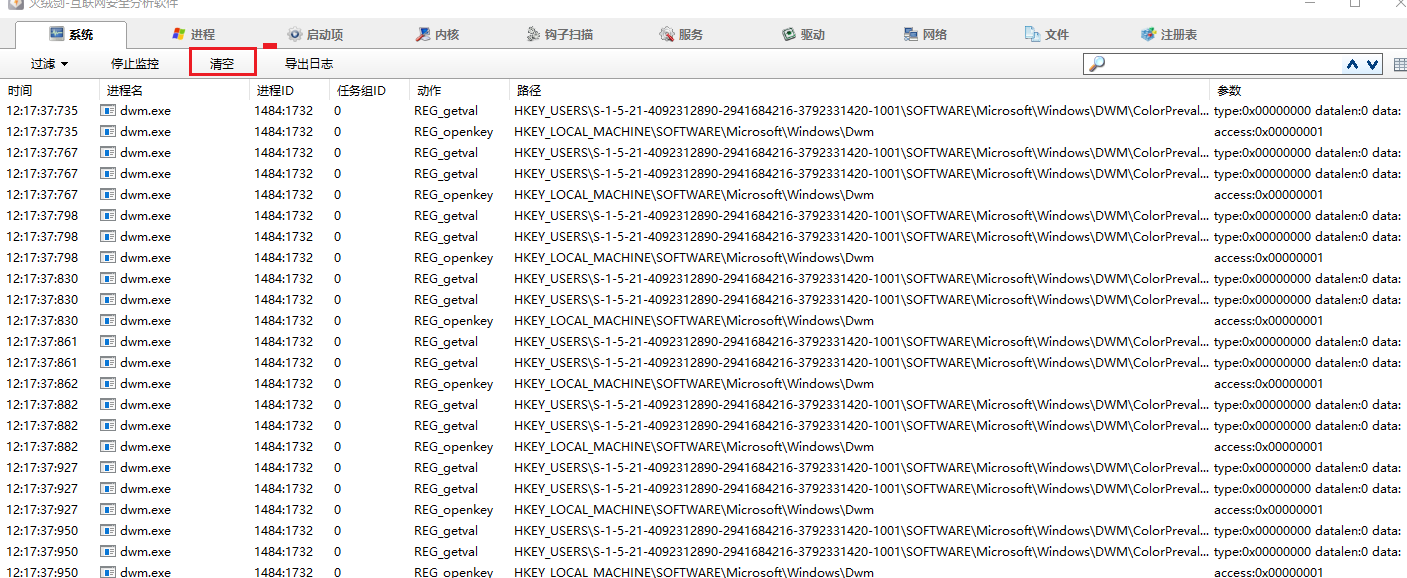 火绒剑-互联网安全分析软件
系统 进程 启动项 内核 钩子扫描 服务 驱动 网络 文件 注册表
过滤 停止监控 清空 导出日志
时间 进程名 进程ID 任务组ID 动作 路径 参数
12:17:37:735 dwm.exe 1484:1732 0 REG_getval HKEY_USERS\S-1-5-21-4092312890-2941684216-3792331420-1001\SOFTWARE\Microsoft\Windows\DWM\ColorPreval... type:0x00000000 datalen:0 data:
12:17:37:735 dwm.exe 1484:1732 0 REG_openkey HKEY_LOCAL_MACHINE\SOFTWARE\Microsoft\Windows\Dwm access:0x00000001
12:17:37:767 dwm.exe 1484:1732 0 REG_getval HKEY_USERS\S-1-5-21-4092312890-2941684216-3792331420-1001\SOFTWARE\Microsoft\Windows\DWM\ColorPreval... type:0x00000000 datalen:0 data:
12:17:37:767 dwm.exe 1484:1732 0 REG_getval HKEY_USERS\S-1-5-21-4092312890-2941684216-3792331420-1001\SOFTWARE\Microsoft\Windows\DWM\ColorPreval... type:0x00000000 datalen:0 data:
12:17:37:767 dwm.exe 1484:1732 0 REG_openkey HKEY_LOCAL_MACHINE\SOFTWARE\Microsoft\Windows\Dwm access:0x00000001
12:17:37:798 dwm.exe 1484:1732 0 REG_getval HKEY_USERS\S-1-5-21-4092312890-2941684216-3792331420-1001\SOFTWARE\Microsoft\Windows\DWM\ColorPreval... type:0x00000000 datalen:0 data:
12:17:37:798 dwm.exe 1484:1732 0 REG_getval HKEY_USERS\S-1-5-21-4092312890-2941684216-3792331420-1001\SOFTWARE\Microsoft\Windows\DWM\ColorPreval... type:0x00000000 datalen:0 data:
12:17:37:798 dwm.exe 1484:1732 0 REG_openkey HKEY_LOCAL_MACHINE\SOFTWARE\Microsoft\Windows\Dwm access:0x00000001
12:17:37:830 dwm.exe 1484:1732 0 REG_getval HKEY_USERS\S-1-5-21-4092312890-2941684216-3792331420-1001\SOFTWARE\Microsoft\Windows\DWM\ColorPreval... type:0x00000000 datalen:0 data:
12:17:37:830 dwm.exe 1484:1732 0 REG_getval HKEY_USERS\S-1-5-21-4092312890-2941684216-3792331420-1001\SOFTWARE\Microsoft\Windows\DWM\ColorPreval... type:0x00000000 datalen:0 data:
12:17:37:830 dwm.exe 1484:1732 0 REG_openkey HKEY_LOCAL_MACHINE\SOFTWARE\Microsoft\Windows\Dwm access:0x00000001
12:17:37:861 dwm.exe 1484:1732 0 REG_getval HKEY_USERS\S-1-5-21-4092312890-2941684216-3792331420-1001\SOFTWARE\Microsoft\Windows\DWM\ColorPreval... type:0x00000000 datalen:0 data:
12:17:37:861 dwm.exe 1484:1732 0 REG_getval HKEY_USERS\S-1-5-21-4092312890-2941684216-3792331420-1001\SOFTWARE\Microsoft\Windows\DWM\ColorPreval... type:0x00000000 datalen:0 data:
12:17:37:862 dwm.exe 1484:1732 0 REG_openkey HKEY_LOCAL_MACHINE\SOFTWARE\Microsoft\Windows\Dwm access:0x00000001
12:17:37:882 dwm.exe 1484:1732 0 REG_getval HKEY_USERS\S-1-5-21-4092312890-2941684216-3792331420-1001\SOFTWARE\Microsoft\Windows\DWM\ColorPreval... type:0x00000000 datalen:0 data:
12:17:37:882 dwm.exe 1484:1732 0 REG_getval HKEY_USERS\S-1-5-21-4092312890-2941684216-3792331420-1001\SOFTWARE\Microsoft\Windows\DWM\ColorPreval... type:0x00000000 datalen:0 data:
12:17:37:882 dwm.exe 1484:1732 0 REG_openkey HKEY_LOCAL_MACHINE\SOFTWARE\Microsoft\Windows\Dwm access:0x00000001
12:17:37:927 dwm.exe 1484:1732 0 REG_getval HKEY_USERS\S-1-5-21-4092312890-2941684216-3792331420-1001\SOFTWARE\Microsoft\Windows\DWM\ColorPreval... type:0x00000000 datalen:0 data:
12:17:37:927 dwm.exe 1484:1732 0 REG_getval HKEY_USERS\S-1-5-21-4092312890-2941684216-3792331420-1001\SOFTWARE\Microsoft\Windows\DWM\ColorPreval... type:0x00000000 datalen:0 data:
12:17:37:927 dwm.exe 1484:1732 0 REG_openkey HKEY_LOCAL_MACHINE\SOFTWARE\Microsoft\Windows\Dwm access:0x00000001
12:17:37:950 dwm.exe 1484:1732 0 REG_getval HKEY_USERS\S-1-5-21-4092312890-2941684216-3792331420-1001\SOFTWARE\Microsoft\Windows\DWM\ColorPreval... type:0x00000000 datalen:0 data:
12:17:37:950 dwm.exe 1484:1732 0 REG_getval HKEY_USERS\S-1-5-21-4092312890-2941684216-3792331420-1001\SOFTWARE\Microsoft\Windows\DWM\ColorPreval... type:0x00000000 datalen:0 data:
12:17:37:950 dwm.exe 1484:1732 0 REG_openkey HKEY_LOCAL_MACHINE\SOFTWARE\Microsoft\Windows\Dwm access:0x00000001